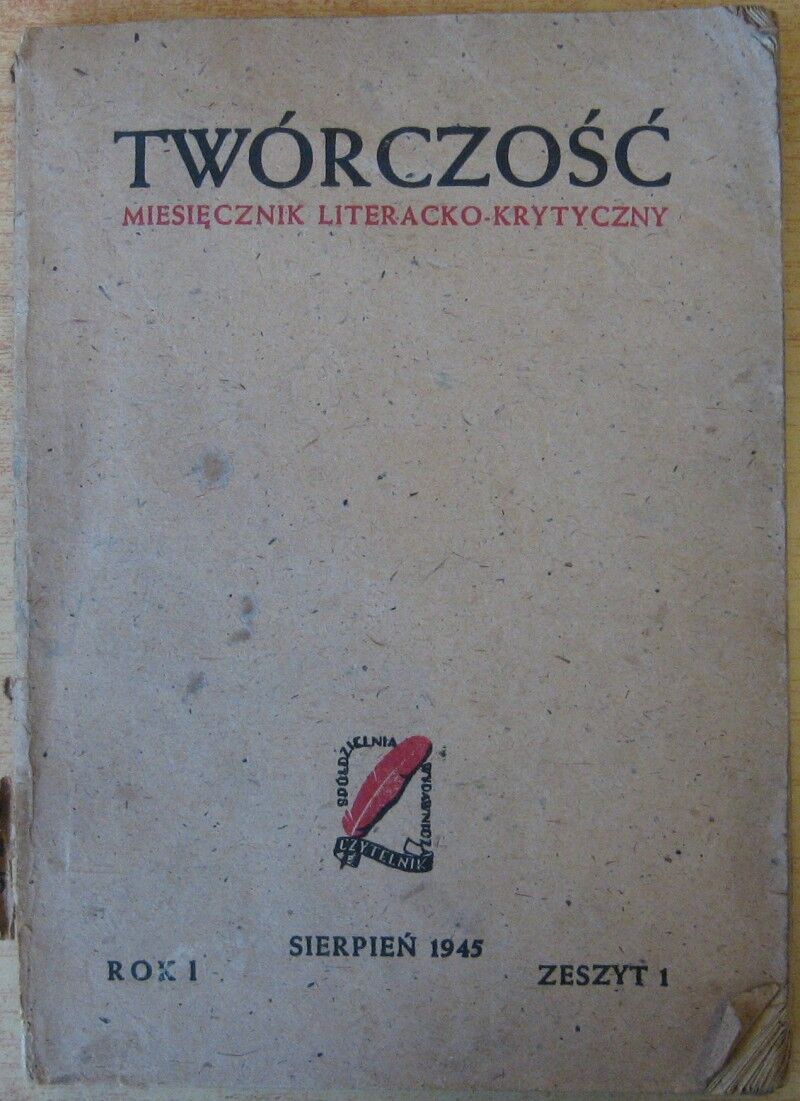 TWÓRCZOŚĆ
MIESIĘCZNIK LITERACKO-KRYTYCZNY
SPÓŁDZIELNIA
WYDAWNICZA
CZYTELNIK
SIERPIEŃ 1945
ROK I
ZESZYT 1